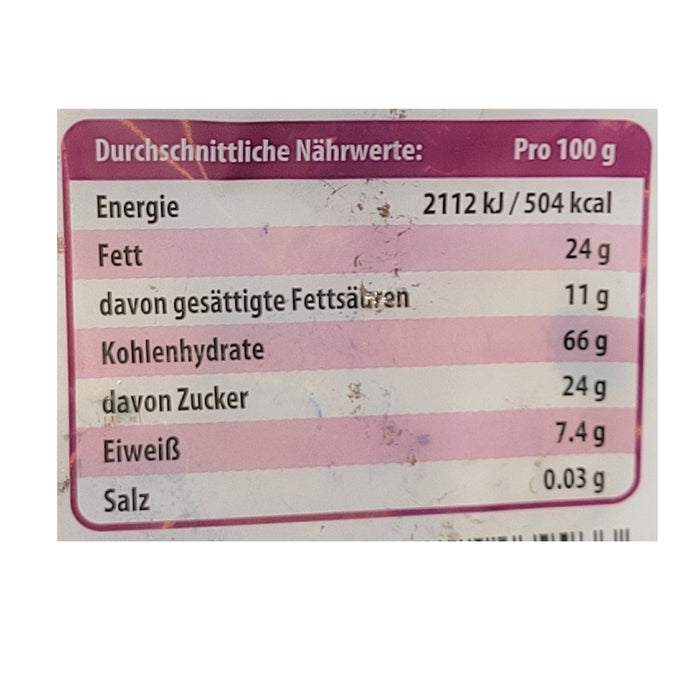 Durchschnittliche Nährwerte: Pro 100 g
Energie 2112 kJ / 504 kcal
Fett 24 g
davon gesättigte Fettsäuren 11 g
Kohlenhydrate 66 g
davon Zucker 24 g
Eiweiß 7.4 g
Salz 0.03 g